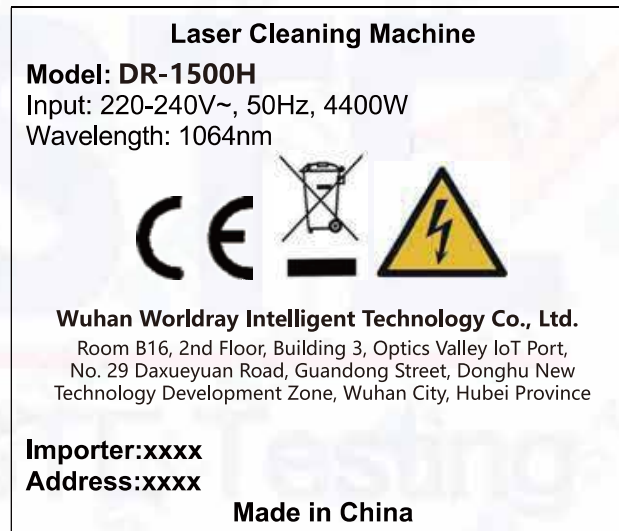 Laser Cleaning Machine
Model: DR-1500H
Input: 220-240V~, 50Hz, 4400W
Wavelength: 1064nm
CE
Wuhan Worldray Intelligent Technology Co., Ltd.
Room B16, 2nd Floor, Building 3, Optics Valley IoT Port,
No. 29 Daxueyuan Road, Guandong Street, Donghu New
Technology Development Zone, Wuhan City, Hubei Province
Importer:xxxx
Address:xxxx
Made in China